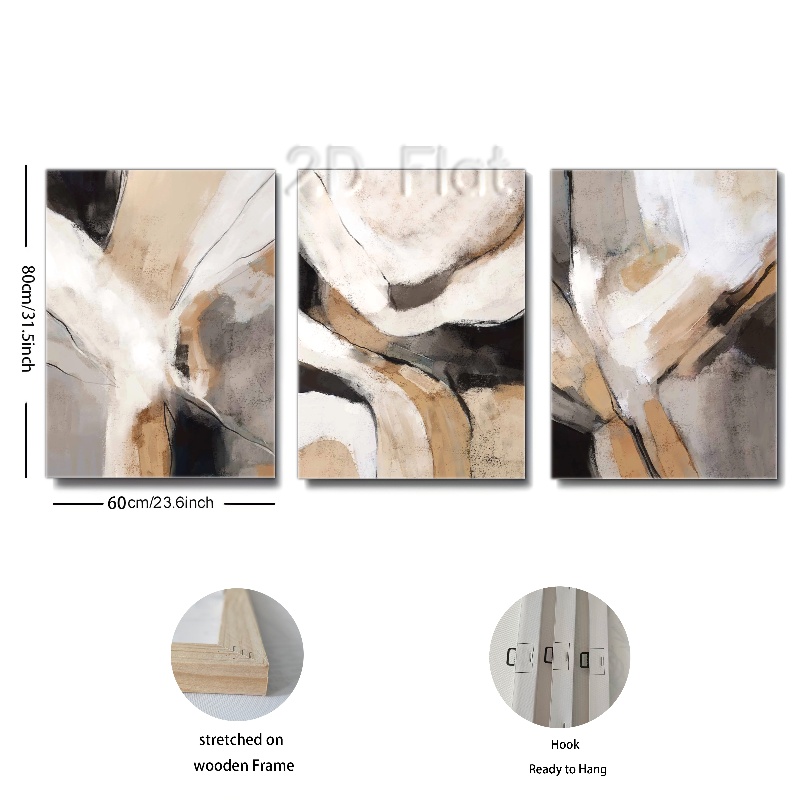 2D Flat
80cm/31.5inch
60cm/23.6inch
stretched on
wooden Frame
Hook
Ready to Hang